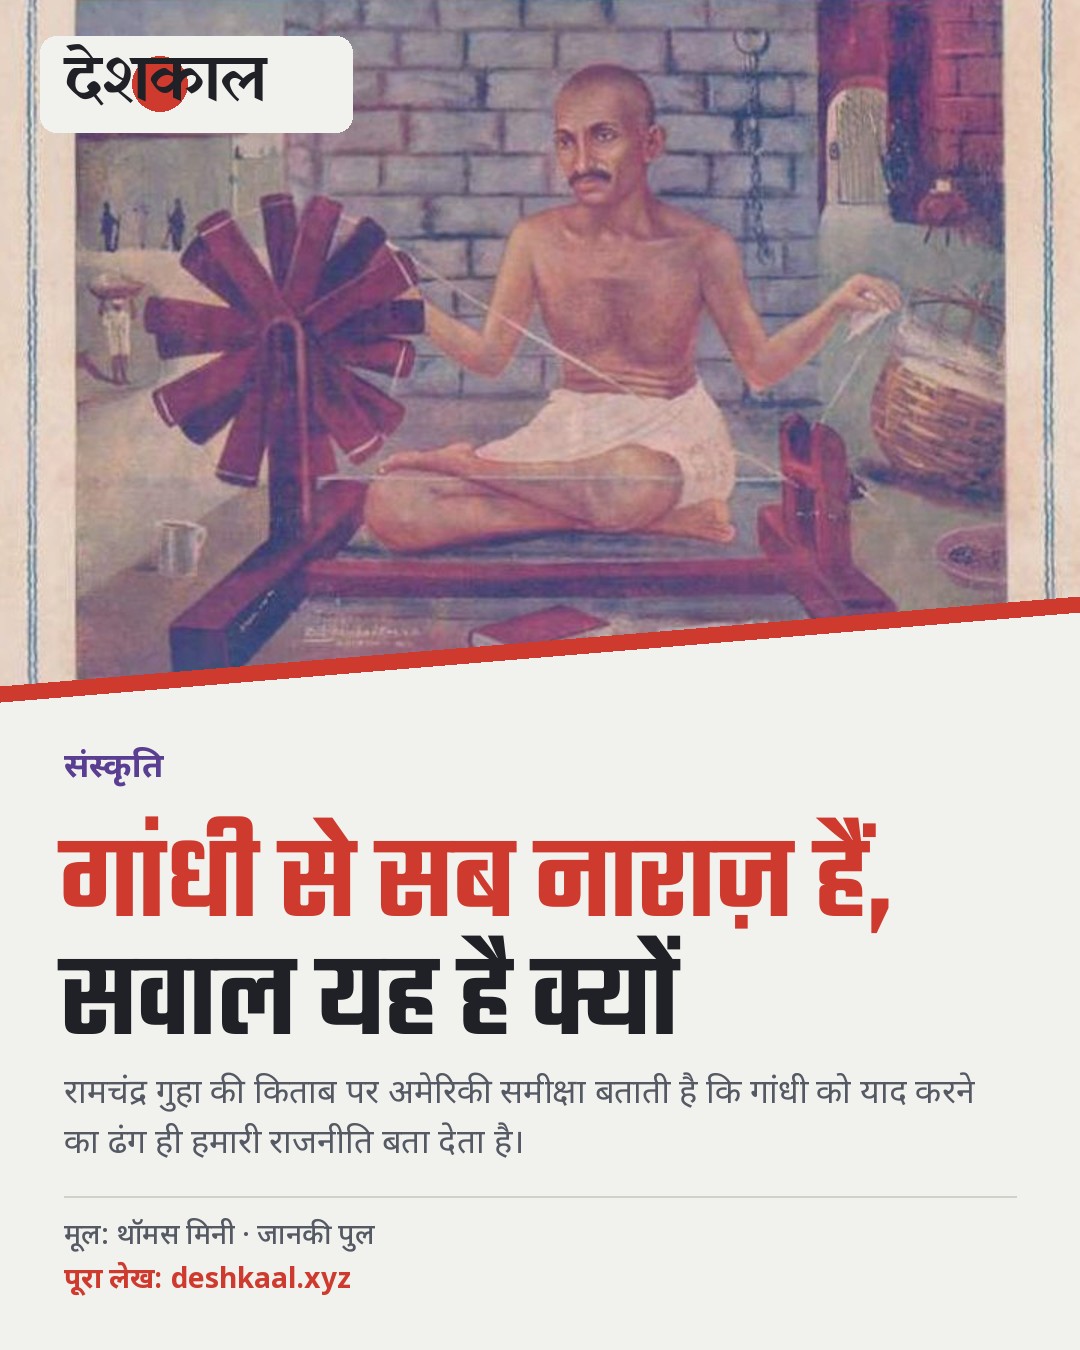 देशकाल
संस्कृति
गांधी से सब नाराज़ हैं,
सवाल यह है क्यों
रामचंद्र गुहा की किताब पर अमेरिकी समीक्षा बताती है कि गांधी को याद करने
का ढंग ही हमारी राजनीति बता देता है।
मूल: थॉमस मिनी · जानकी पुल
पूरा लेख: deshkaal.xyz